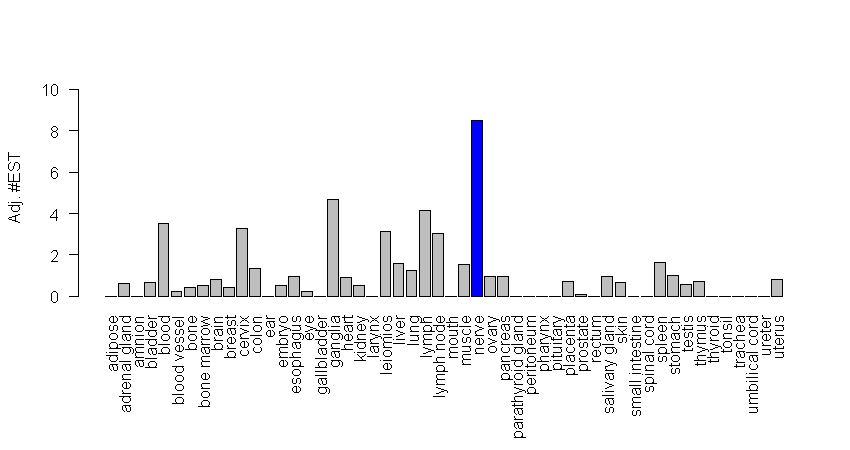 Adj. #EST
10
8
6
4
2
0
adipose
adrenal gland
amnion
bladder
blood
blood vessel
bone
bone marrow
brain
breast
cervix
colon
ear
embryo
esophagus
eye
gallbladder
ganglia
heart
kidney
larynx
leiomios
liver
lung
lymph
lymph node
mouth
muscle
nerve
ovary
pancreas
parathyroid gland
peritoneum
pharynx
pituitary
placenta
prostate
rectum
salivary gland
skin
small intestine
spinal cord
spleen
stomach
testis
thymus
thyroid
tonsil
trachea
umbilical cord
ureter
uterus